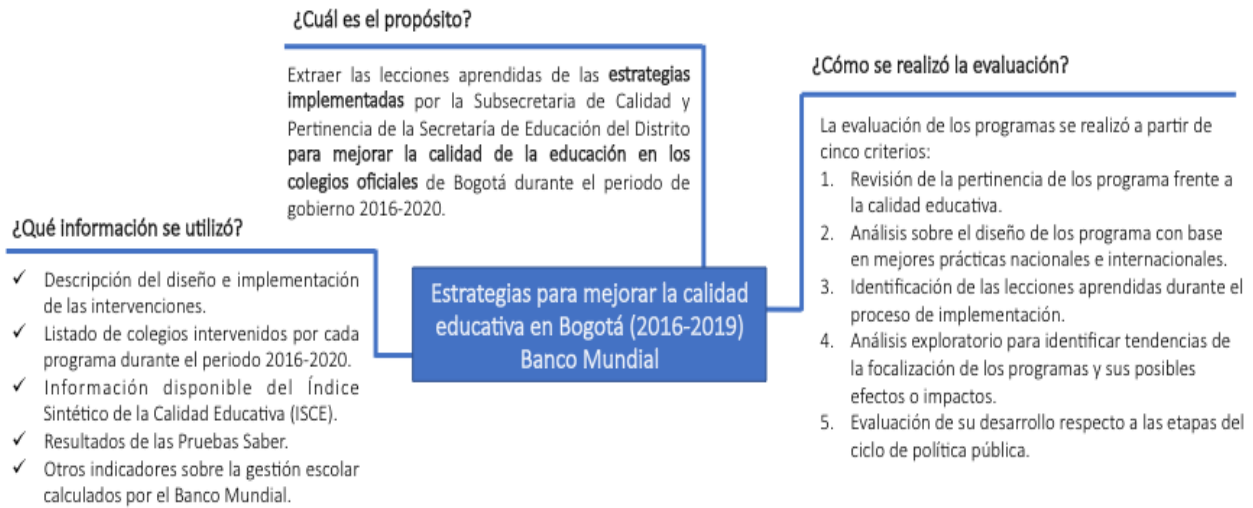 ¿Cuál es el propósito?
Extraer las lecciones aprendidas de las estrategias
implementadas por la Subsecretaria de Calidad y
Pertinencia de la Secretaría de Educación del Distrito
para mejorar la calidad de la educación en los
colegios oficiales de Bogotá durante el periodo de
gobierno 2016-2020.
¿Qué información se utilizó?
✓ Descripción del diseño e implementación
de las intervenciones.
✓ Listado de colegios intervenidos por cada
programa durante el periodo 2016-2020.
✓ Información disponible del Índice
Sintético de la Calidad Educativa (ISCE).
✓ Resultados de las Pruebas Saber.
✓ Otros indicadores sobre la gestión escolar
calculados por el Banco Mundial.
Estrategias para mejorar la calidad
educativa en Bogotá (2016-2019)
Banco Mundial
¿Cómo se realizó la evaluación?
La evaluación de los programas se realizó a partir de
cinco criterios:
1. Revisión de la pertinencia de los programa frente a
la calidad educativa.
2. Análisis sobre el diseño de los programa con base
en mejores prácticas nacionales e internacionales.
3. Identificación de las lecciones aprendidas durante el
proceso de implementación.
4. Análisis exploratorio para identificar tendencias de
la focalización de los programas y sus posibles
efectos o impactos.
5. Evaluación de su desarrollo respecto a las etapas del
ciclo de política pública.